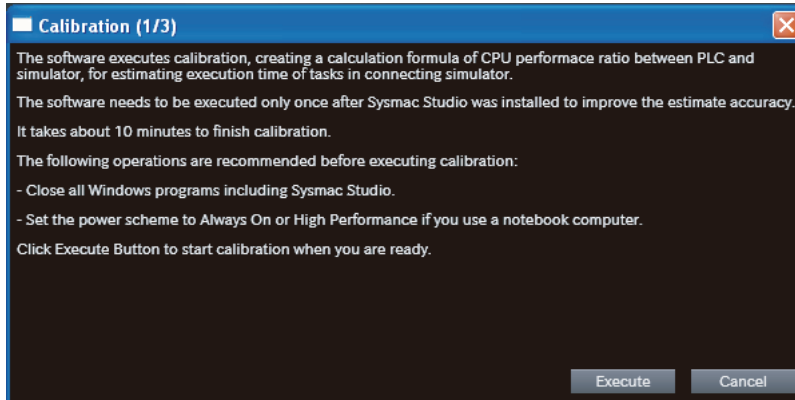 Calibration (1/3)
The software executes calibration, creating a calculation formula of CPU performace ratio between PLC and
simulator, for estimating execution time of tasks in connecting simulator.
The software needs to be executed only once after Sysmac Studio was installed to improve the estimate accuracy.
It takes about 10 minutes to finish calibration.
The following operations are recommended before executing calibration:
- Close all Windows programs including Sysmac Studio.
- Set the power scheme to Always On or High Performance if you use a notebook computer.
Click Execute Button to start calibration when you are ready.
Execute Cancel